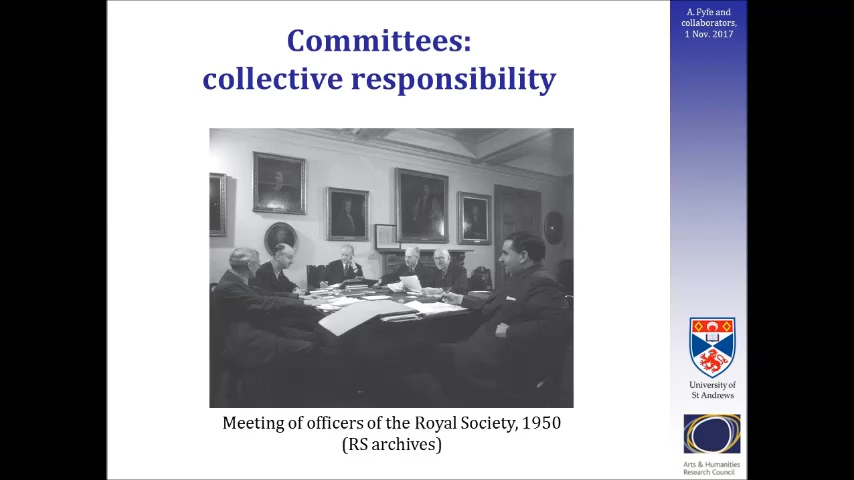 Committees:
collective responsibility
A. Fyfe and
collaborators,
1 Nov. 2017
Meeting of officers of the Royal Society, 1950
(RS archives)
University of
St Andrews
Arts & Humanities
Research Council